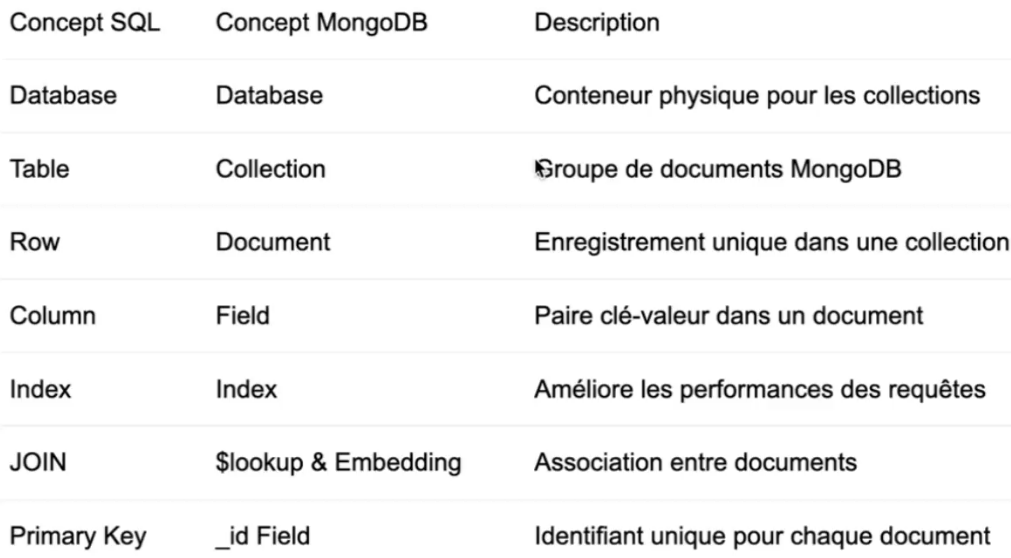 Concept SQL Concept MongoDB Description
Database Database Conteneur physique pour les collections
Table Collection Groupe de documents MongoDB
Row Document Enregistrement unique dans une collection
Column Field Paire clé-valeur dans un document
Index Index Améliore les performances des requêtes
JOIN $lookup & Embedding Association entre documents
Primary Key _id Field Identifiant unique pour chaque document